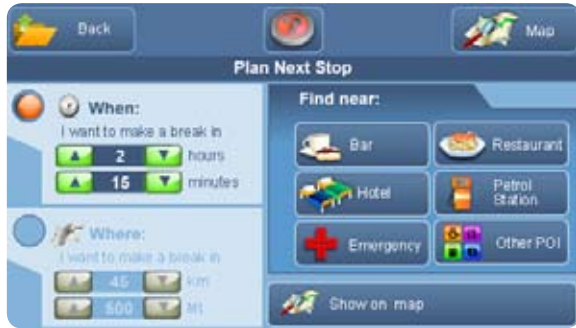 Back
Map
Plan Next Stop
When:
I want to make a break in
2 hours
15 minutes
Where:
I want to make a break in
45 km
500 Mt
Find near:
Bar
Restaurant
Hotel
Petrol
Station
Emergency
Other POI
Show on map